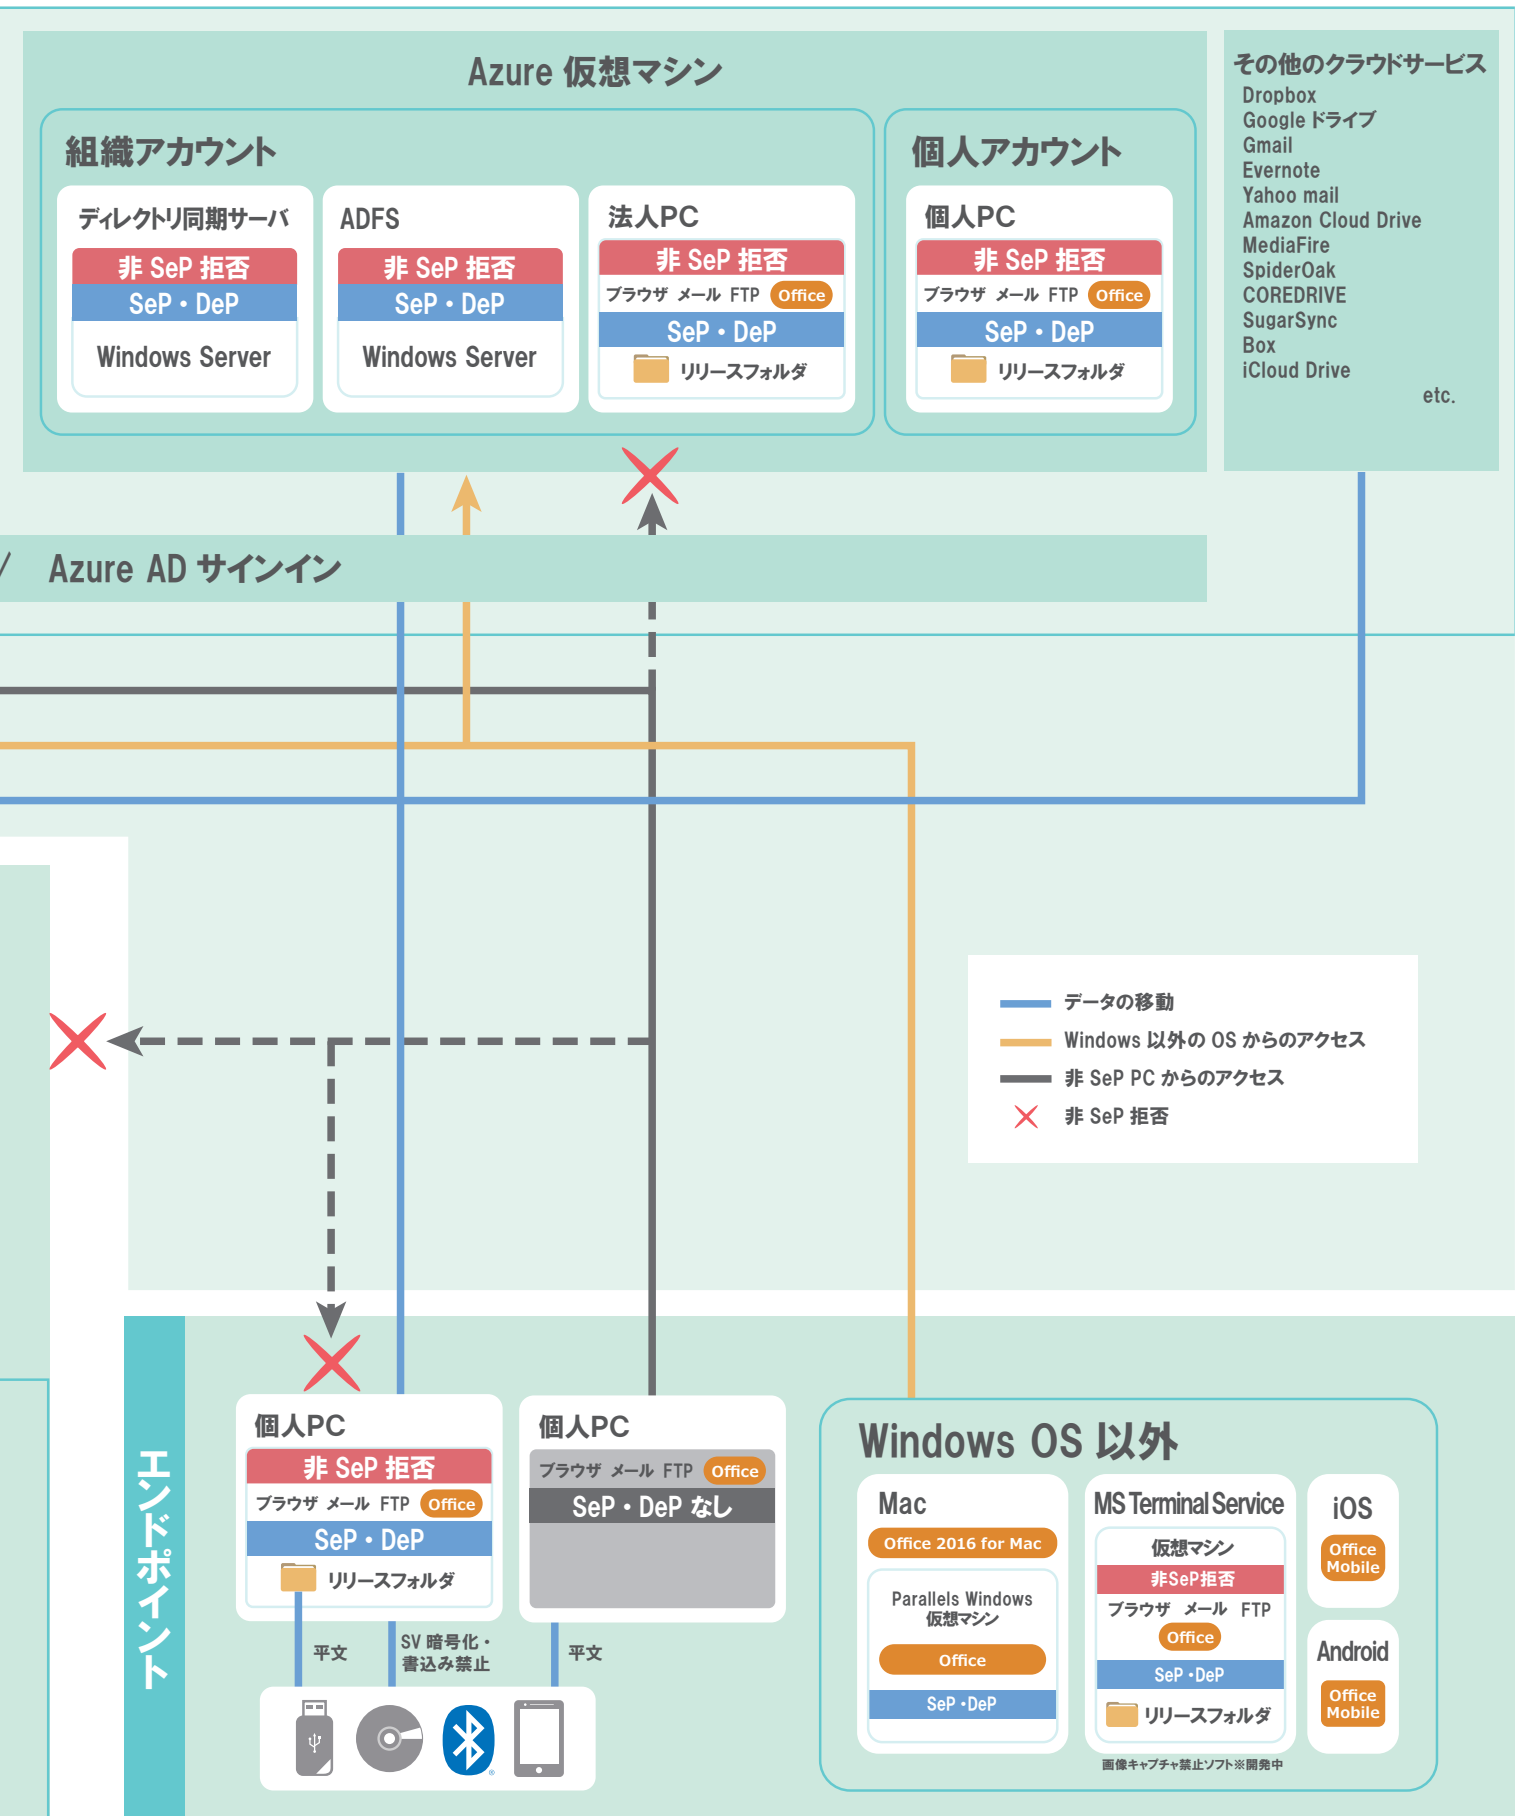 Azure 仮想マシン
組織アカウント
ディレクトリ同期サーバ
非 SeP 拒否
SeP・DeP
Windows Server
ADFS
非 SeP 拒否
SeP・DeP
Windows Server
法人PC
非 SeP 拒否
ブラウザ メール FTP Office
SeP・DeP
リリースフォルダ
個人アカウント
個人PC
非 SeP 拒否
ブラウザ メール FTP Office
SeP・DeP
リリースフォルダ
その他のクラウドサービス
Dropbox
Google ドライブ
Gmail
Evernote
Yahoo mail
Amazon Cloud Drive
MediaFire
SpiderOak
COREDRIVE
SugarSync
Box
iCloud Drive
etc.
/ Azure AD サインイン
データの移動
Windows 以外の OS からのアクセス
非 SeP PC からのアクセス
非 SeP 拒否
エンドポイント
個人PC
非 SeP 拒否
ブラウザ メール FTP Office
SeP・DeP
リリースフォルダ
個人PC
ブラウザ メール FTP Office
SeP・DeP なし
平文
SV 暗号化・
書込み禁止
平文
Windows OS 以外
Mac
Office 2016 for Mac
Parallels Windows
仮想マシン
Office
SeP・DeP
MS Terminal Service
仮想マシン
非SeP拒否
ブラウザ メール FTP
Office
SeP・DeP
リリースフォルダ
画像キャプチャ禁止ソフト※開発中
iOS
Office
Mobile
Android
Office
Mobile